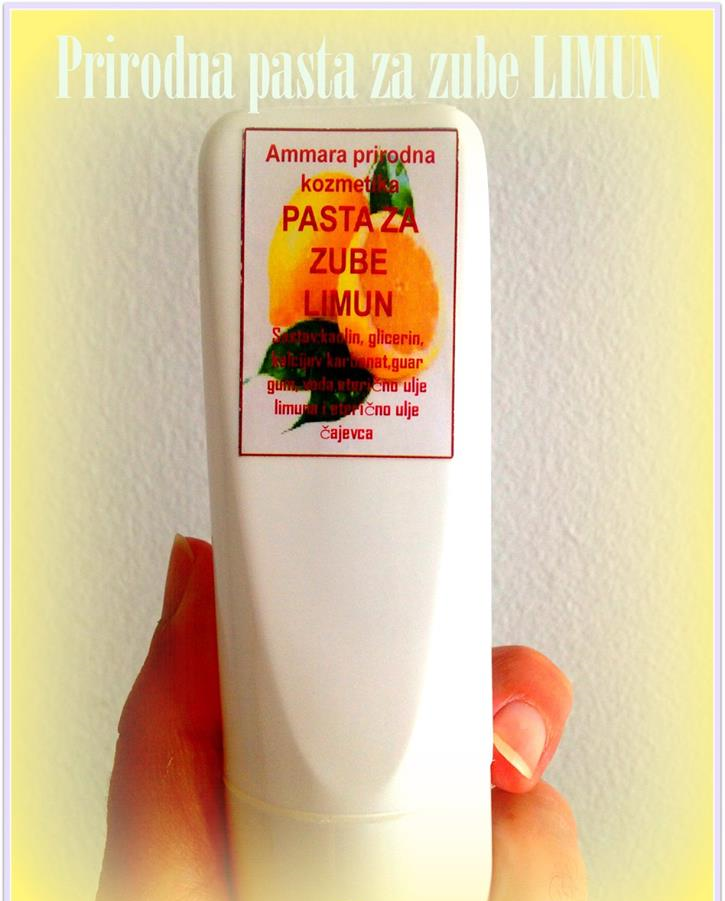 Prirodna pasta za zube LIMUN
Ammara prirodna
kozmetika
PASTA ZA
ZUBE
LIMUN
Sastav:kaolin, glicerin,
kalcijev karbonat,guar
gum, voda,eterično ulje
limuna i eterično ulje
čajevca